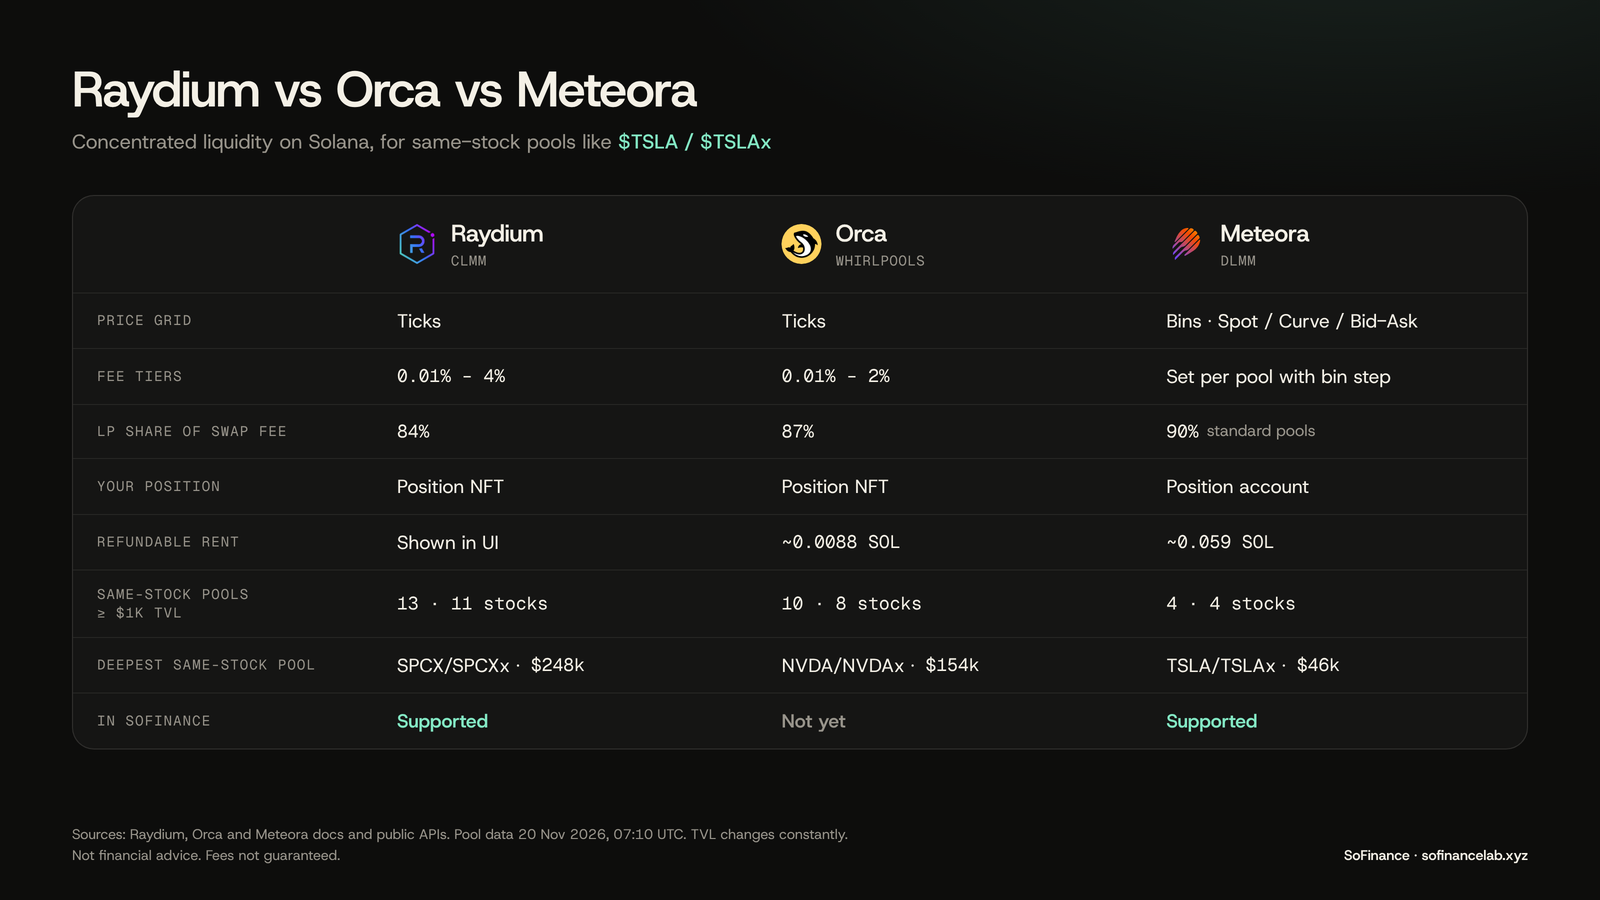 Raydium vs Orca vs Meteora
Concentrated liquidity on Solana, for same-stock pools like $TSLA / $TSLAx
Raydium
CLMM
Orca
WHIRLPOOLS
Meteora
DLMM
PRICE GRID
Ticks
Ticks
Bins · Spot / Curve / Bid-Ask
FEE TIERS
0.01% – 4%
0.01% – 2%
Set per pool with bin step
LP SHARE OF SWAP FEE
84%
87%
90% standard pools
YOUR POSITION
Position NFT
Position NFT
Position account
REFUNDABLE RENT
Shown in UI
~0.0088 SOL
~0.059 SOL
SAME-STOCK POOLS
≥ $1K TVL
13 · 11 stocks
10 · 8 stocks
4 · 4 stocks
DEEPEST SAME-STOCK POOL
SPCX/SPCXx · $248k
NVDA/NVDAx · $154k
TSLA/TSLAx · $46k
IN SOFINANCE
Supported
Not yet
Supported
Sources: Raydium, Orca and Meteora docs and public APIs. Pool data 20 Nov 2026, 07:10 UTC. TVL changes constantly.
Not financial advice. Fees not guaranteed.
SoFinance · sofinancelab.xyz